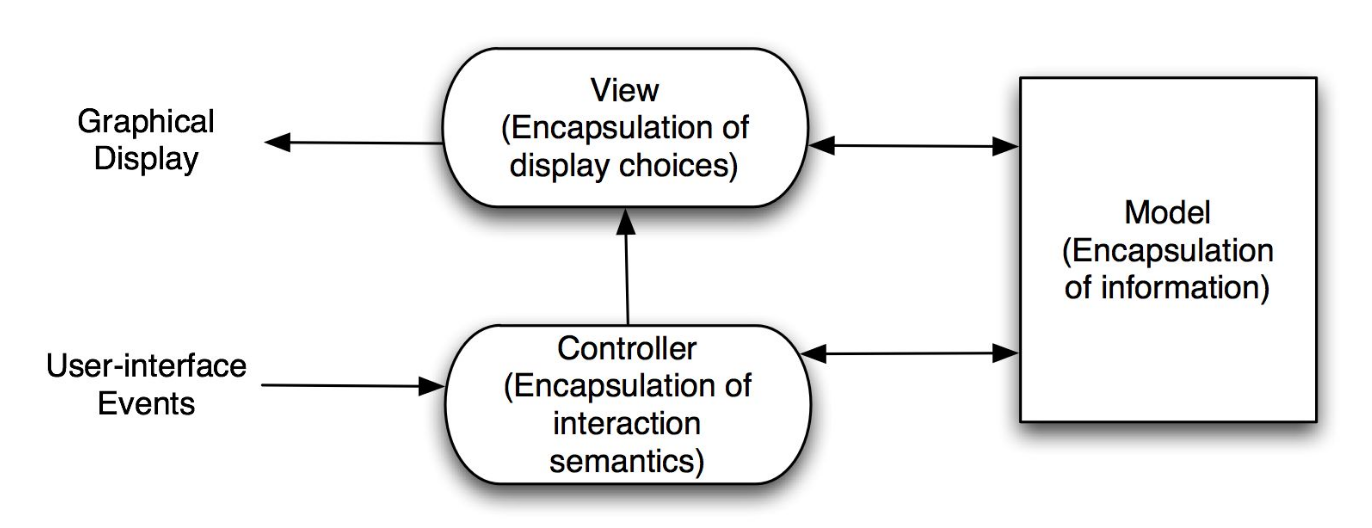 Graphical
Display
View
(Encapsulation of
display choices)
Model
(Encapsulation
of information)
User-interface
Events
Controller
(Encapsulation of
interaction
semantics)